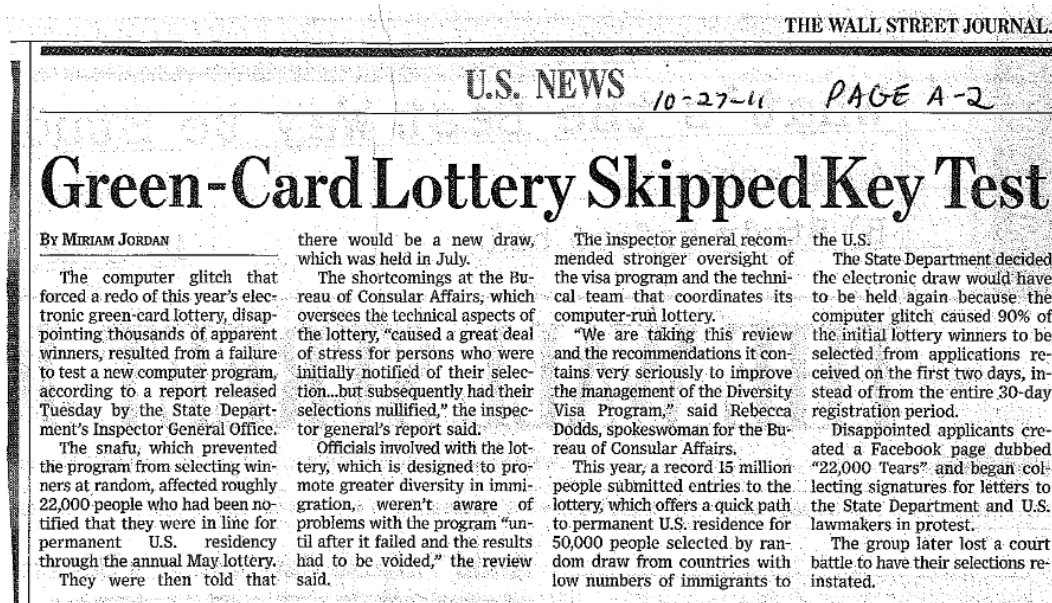 THE WALL STREET JOURNAL.
U.S. NEWS
10-27-11 PAGE A-2
Green-Card Lottery Skipped Key Test
BY MIRIAM JORDAN
The computer glitch that
forced a redo of this year's elec-
tronic green-card lottery, disap-
pointing thousands of apparent
winners, resulted from a failure
to test a new computer program,
according to a report released
Tuesday by the State Depart-
ment's Inspector General Office.
The snafu, which prevented
the program from selecting win-
ners at random, affected roughly
22,000 people who had been no-
tified that they were in line for
permanent U.S. residency
through the annual May lottery.
They were then told that
there would be a new draw,
which was held in July.
The shortcomings at the Bu-
reau of Consular Affairs, which
oversees the technical aspects of
the lottery, "caused a great deal
of stress for persons who were
initially notified of their selec-
tion...but subsequently had their
selections nullified," the inspec-
tor general's report said.
Officials involved with the lot-
tery, which is designed to pro-
mote greater diversity in immi-
gration, weren't aware of
problems with the program "un-
til after it failed and the results
had to be voided," the review
said.
The inspector general recom-
mended stronger oversight of
the visa program and the techni-
cal team that coordinates its
computer-run lottery.
"We are taking this review
and the recommendations it con-
tains very seriously to improve
the management of the Diversity
Visa Program," said Rebecca
Dodds, spokeswoman for the Bu-
reau of Consular Affairs.
This year, a record 15 million
people submitted entries to the
lottery, which offers a quick path
to permanent U.S. residence for
50,000 people selected by ran-
dom draw from countries with
low numbers of immigrants to
the U.S.
The State Department decided
the electronic draw would have
to be held again because the
computer glitch caused 90% of
the initial lottery winners to be
selected from applications re-
ceived on the first two days, in-
stead of from the entire 30-day
registration period.
Disappointed applicants cre-
ated a Facebook page dubbed
"22,000 Tears" and began col-
lecting signatures for letters to
the State Department and U.S.
lawmakers in protest.
The group later lost a court
battle to have their selections re-
instated.